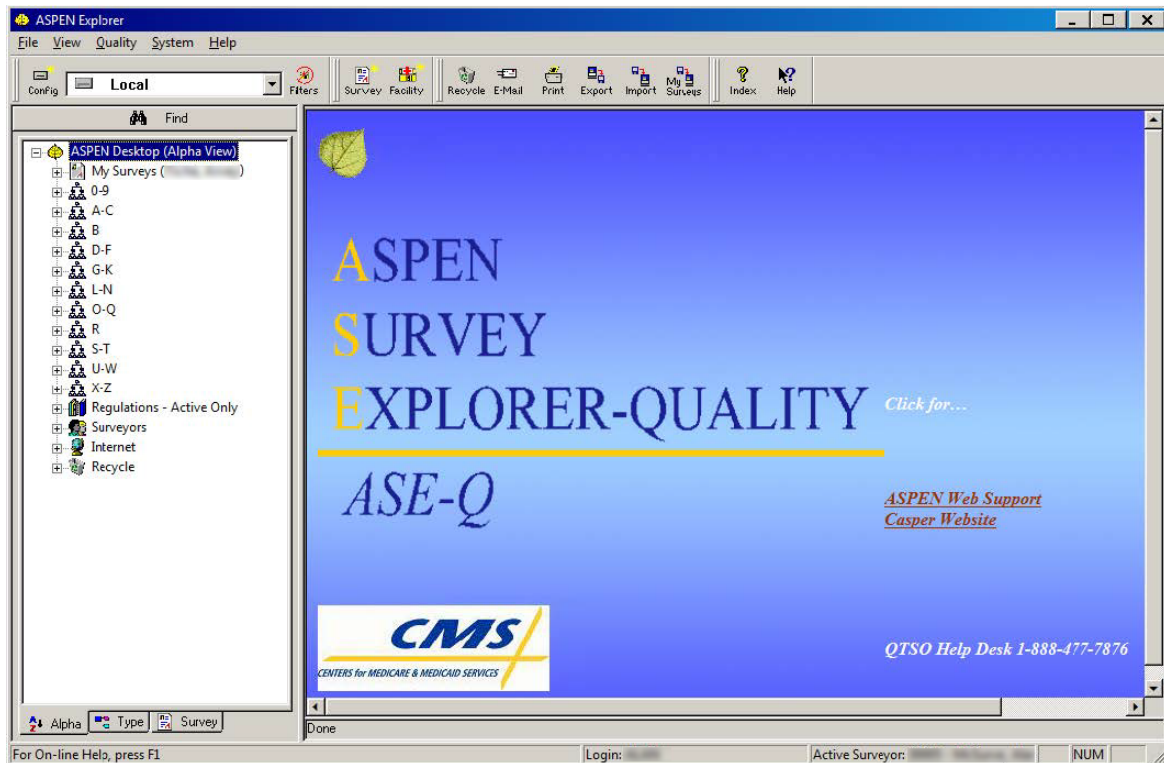 ASPEN Explorer
File View Quality System Help
Config Local Filters Survey Facility Recycle E-Mail Print Export Import My Surveys Index Help
Find
ASPEN Desktop (Alpha View)
My Surveys ( )
0-9
A-C
B
D-F
G-K
L-N
O-Q
R
S-T
U-W
X-Z
Regulations - Active Only
Surveyors
Internet
Recycle
Alpha Type Survey
ASPEN
SURVEY
EXPLORER-QUALITY
Click for...
ASE-Q
ASPEN Web Support
Casper Website
CMS
CENTERS for MEDICARE & MEDICAID SERVICES
QTSO Help Desk 1-888-477-7876
Done
For On-line Help, press F1 Login: Active Surveyor: NUM